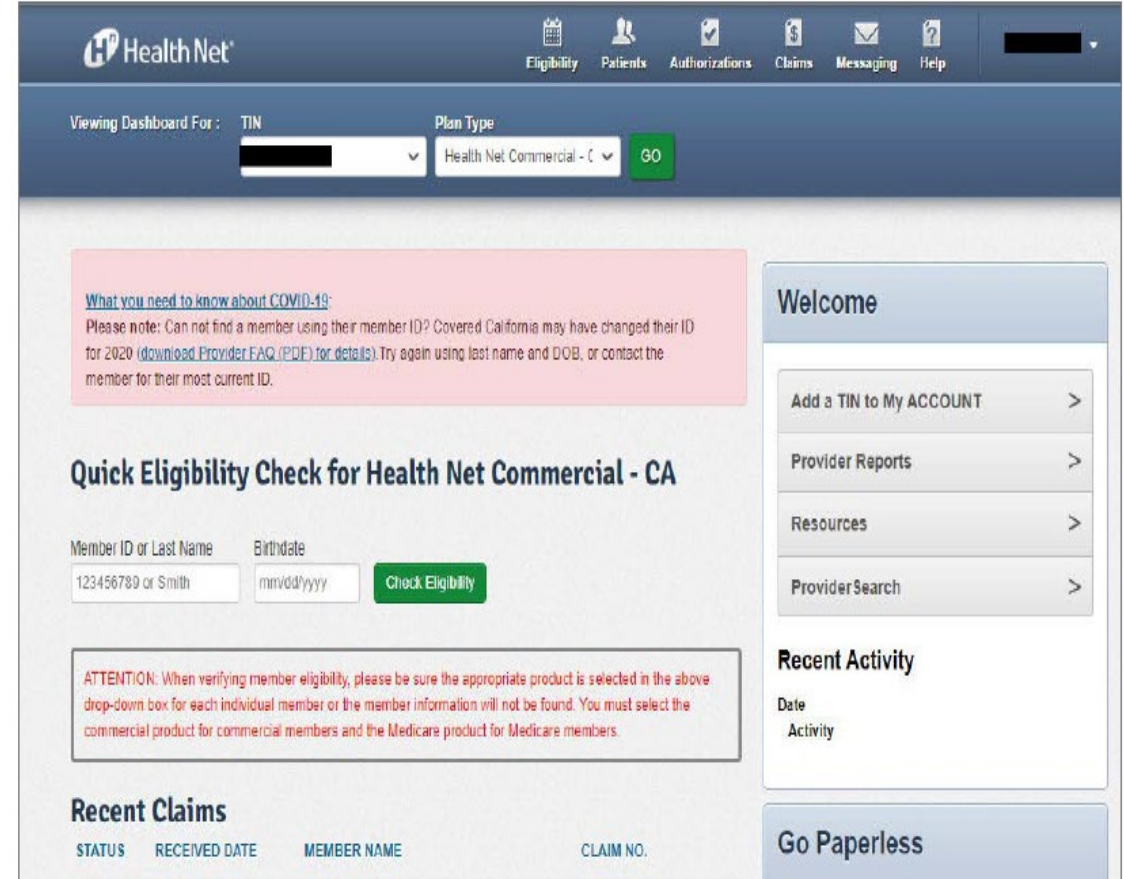 Health Net
Eligibility Patients Authorizations Claims Messaging Help
Viewing Dashboard For : TIN Plan Type
Health Net Commercial - C GO
What you need to know about COVID-19:
Please note: Can not find a member using their member ID? Covered California may have changed their ID
for 2020 (download Provider FAQ (PDF) for details).Try again using last name and DOB, or contact the
member for their most current ID.
Quick Eligibility Check for Health Net Commercial - CA
Member ID or Last Name Birthdate
123456789 or Smith mm/dd/yyyy Check Eligibility
ATTENTION: When verifying member eligibility, please be sure the appropriate product is selected in the above
drop-down box for each individual member or the member information will not be found. You must select the
commercial product for commercial members and the Medicare product for Medicare members.
Recent Claims
STATUS RECEIVED DATE MEMBER NAME CLAIM NO.
Welcome
Add a TIN to My ACCOUNT >
Provider Reports >
Resources >
ProviderSearch >
Recent Activity
Date
Activity
Go Paperless